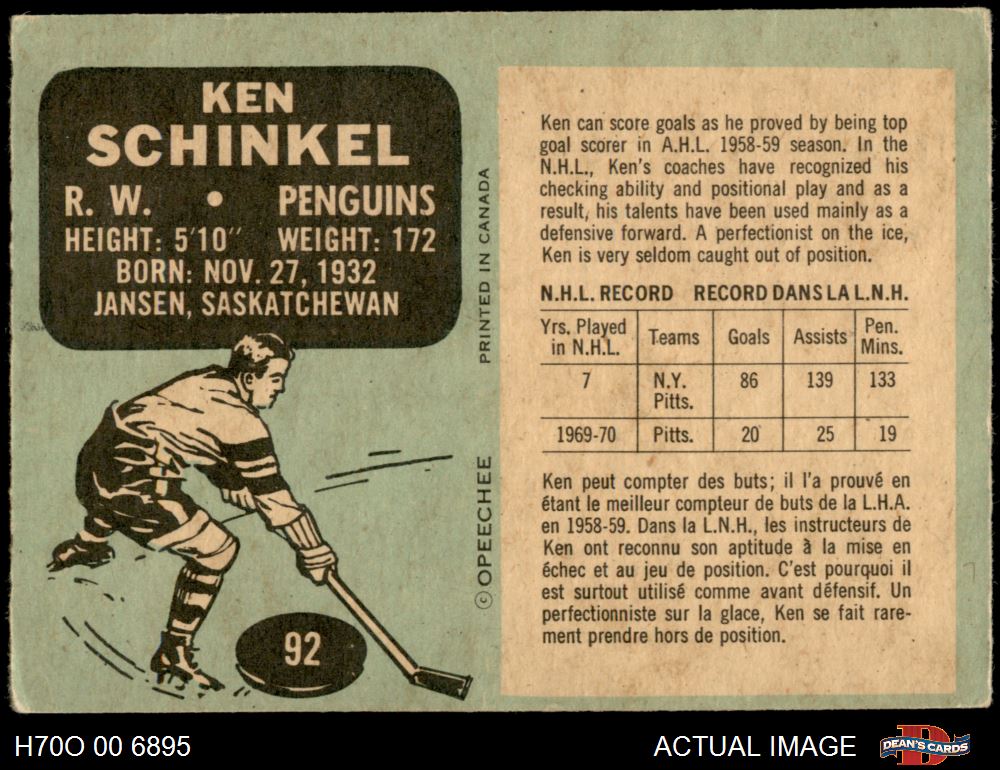 KEN
SCHINKEL
R. W. • PENGUINS
HEIGHT: 5'10" WEIGHT: 172
BORN: NOV. 27, 1932
JANSEN, SASKATCHEWAN
92
© OPEECHEE PRINTED IN CANADA
Ken can score goals as he proved by being top
goal scorer in A.H.L. 1958-59 season. In the
N.H.L., Ken's coaches have recognized his
checking ability and positional play and as a
result, his talents have been used mainly as a
defensive forward. A perfectionist on the ice,
Ken is very seldom caught out of position.
N.H.L. RECORD RECORD DANS LA L.N.H.
Yrs. Played
in N.H.L. Teams Goals Assists Pen.
Mins.
7 N.Y.
Pitts. 86 139 133
1969-70 Pitts. 20 25 19
Ken peut compter des buts; il l'a prouvé en
étant le meilleur compteur de buts de la L.H.A.
en 1958-59. Dans la L.N.H., les instructeurs de
Ken ont reconnu son aptitude à la mise en
échec et au jeu de position. C'est pourquoi il
est surtout utilisé comme avant défensif. Un
perfectionniste sur la glace, Ken se fait rare-
ment prendre hors de position.
H70O 00 6895
ACTUAL IMAGE
D
DEAN'S CARDS